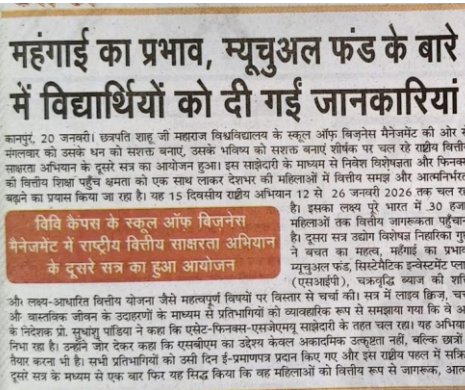 महंगाई का प्रभाव, म्यूचुअल फंड के बारे
में विद्यार्थियों को दी गईं जानकारियां
कानपुर, 20 जनवरी। छत्रपति शाहू जी महाराज विश्वविद्यालय के स्कूल ऑफ बिज़नेस मैनेजमेंट की ओर
मंगलवार को उसके धन को सशक्त बनाएं, उसके भविष्य को सशक्त बनाएं शीर्षक पर चल रहे राष्ट्रीय वित्तीय
साक्षरता अभियान के दूसरे सत्र का आयोजन हुआ। इस साझेदारी के माध्यम से निवेश विशेषज्ञता और फिनक
की वित्तीय शिक्षा पहुँच क्षमता को एक साथ लाकर देशभर की महिलाओं में वित्तीय समझ और आत्मनिर्भर
बढ़ने का प्रयास किया जा रहा है। यह 15 दिवसीय राष्ट्रीय अभियान 12 से 26 जनवरी 2026 तक चल रहा
विवि कैंपस के स्कूल ऑफ बिज़नेस
मैनेजमेंट में राष्ट्रीय वित्तीय साक्षरता अभियान
के दूसरे सत्र का हुआ आयोजन
है। इसका लक्ष्य पूरे भारत में .30 हजा
महिलाओं तक वित्तीय जागरूकता पहुँचान
है। दूसरा सत्र उद्योग विशेषज्ञ निहारिका गु
ने बचत का महत्व, महँगाई का प्रभाव
म्यूचुअल फंड, सिस्टमैटिक इन्वेस्टमेंट प्ला
(एसआईपी), चक्रवृद्धि ब्याज की शक्ति
और लक्ष्य-आधारित वित्तीय योजना जैसे महत्वपूर्ण विषयों पर विस्तार से चर्चा की। सत्र में लाइव क्विज़, चर्च
और वास्तविक जीवन के उदाहरणों के माध्यम से प्रतिभागियों को व्यावहारिक रूप से समझाया गया कि वे अ
के निदेशक प्रो. सुधांशु पांडिया ने कहा कि एसेट-फिनक्स-एसजेएमयू साझेदारी के तहत चल रहा। यह अभिया
निभा रहा है। उन्होंने जोर देकर कहा कि एसबीएम का उद्देश्य केवल अकादमिक उत्कृष्टता नहीं, बल्कि छात्रों
तैयार करना भी है। सभी प्रतिभागियों को उसी दिन ई-प्रमाणपत्र प्रदान किए गए और इस राष्ट्रीय पहल में सक्रि
दूसरे सत्र के माध्यम से एक बार फिर यह सिद्ध किया कि वह महिलाओं को वित्तीय रूप से जागरूक, आत्म